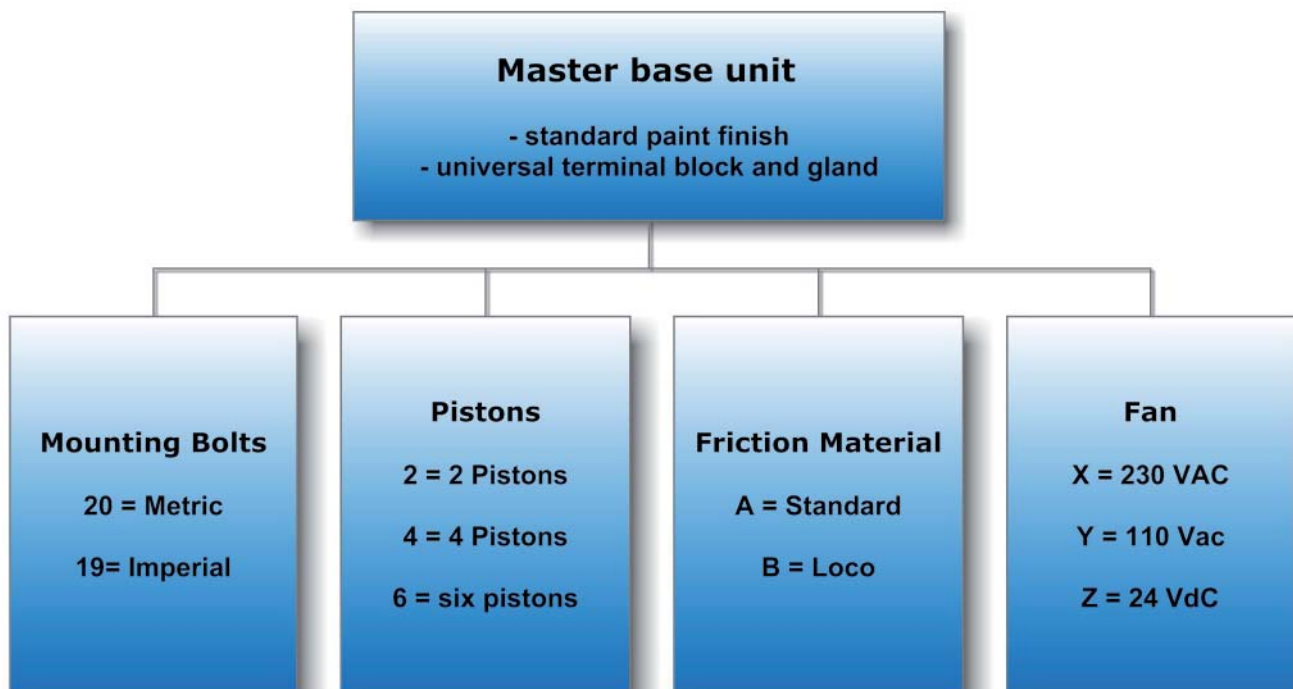 Master base unit
- standard paint finish
- universal terminal block and gland
Mounting Bolts
20 = Metric
19= Imperial
Pistons
2 = 2 Pistons
4 = 4 Pistons
6 = six pistons
Friction Material
A = Standard
B = Loco
Fan
X = 230 VAC
Y = 110 Vac
Z = 24 VdC